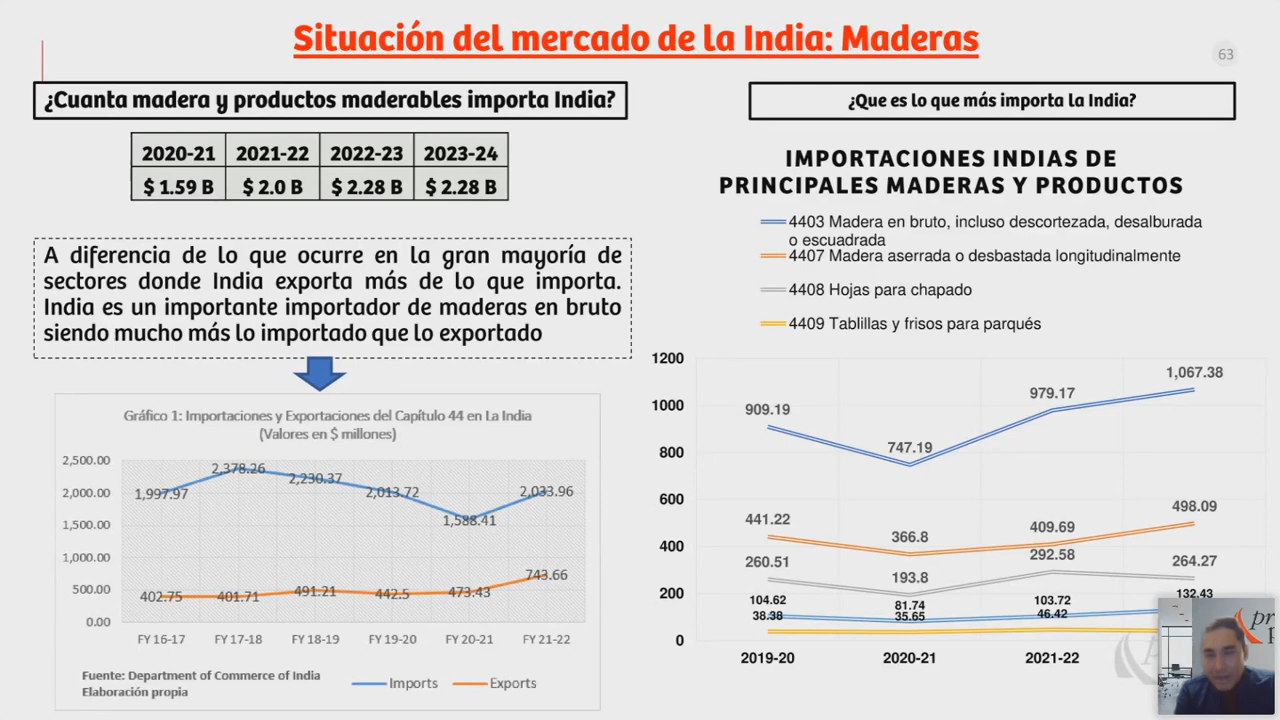 Situación del mercado de la India: Maderas
63
¿Cuanta madera y productos maderables importa India?
2020-21 2021-22 2022-23 2023-24
$ 1.59 B $ 2.0 B $ 2.28 B $ 2.28 B
A diferencia de lo que ocurre en la gran mayoría de
sectores donde India exporta más de lo que importa.
India es un importante importador de maderas en bruto
siendo mucho más lo importado que lo exportado
Gráfico 1: Importaciones y Exportaciones del Capítulo 44 en La India
(Valores en $ millones)
2,500.00
2,000.00
1,500.00
1,000.00
500.00
0.00
1,997.97 2,378.26 2,230.37 2,013.72 1,588.41 2,033.96
402.75 401.71 491.21 442.5 473.43 743.66
FY 16-17 FY 17-18 FY 18-19 FY 19-20 FY 20-21 FY 21-22
Fuente: Department of Commerce of India
Elaboración propia
Imports Exports
¿Que es lo que más importa la India?
IMPORTACIONES INDIAS DE
PRINCIPALES MADERAS Y PRODUCTOS
4403 Madera en bruto, incluso descortezada, desalburada
o escuadrada
4407 Madera aserrada o desbastada longitudinalmente
4408 Hojas para chapado
4409 Tablillas y frisos para parqués
1200
1000
800
600
400
200
0
909.19 747.19 979.17 1,067.38
441.22 366.8 409.69 498.09
260.51 193.8 292.58 264.27
104.62 81.74 103.72 132.43
38.38 35.65 46.42
2019-20 2020-21 2021-22